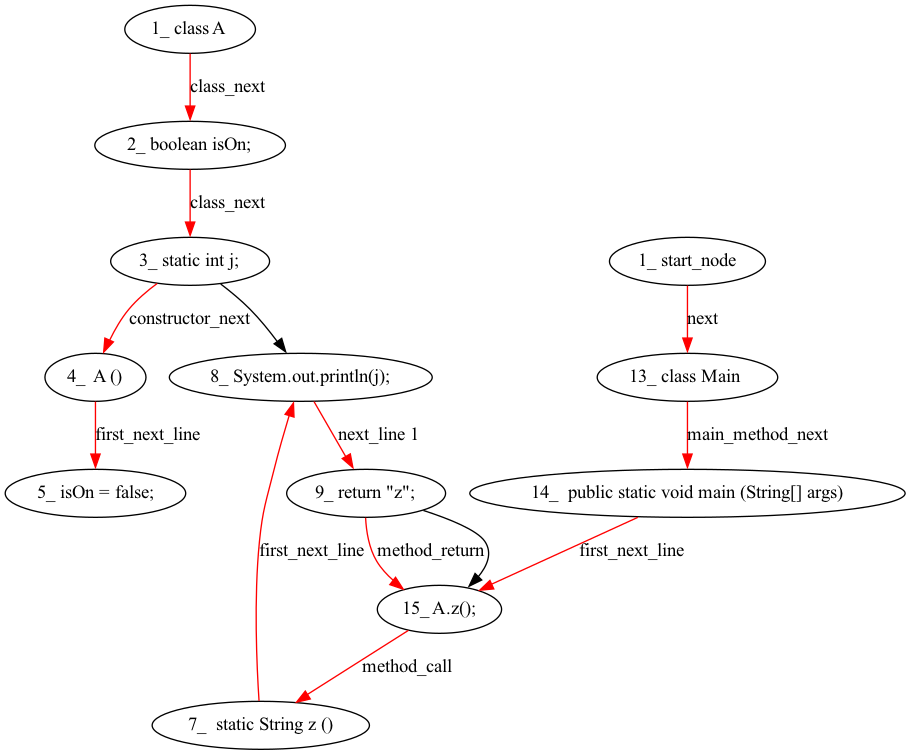 1_ class A
class_next
2_ boolean isOn;
class_next
3_ static int j;
1_ start_node
constructor_next
next
4_  A ()
8_ System.out.println(j);
13_ class Main
first_next_line
next_line 1
main_method_next
5_ isOn = false;
9_ return "z";
14_  public static void main (String[] args)
first_next_line
method_return
first_next_line
15_ A.z();
method_call
7_  static String z ()